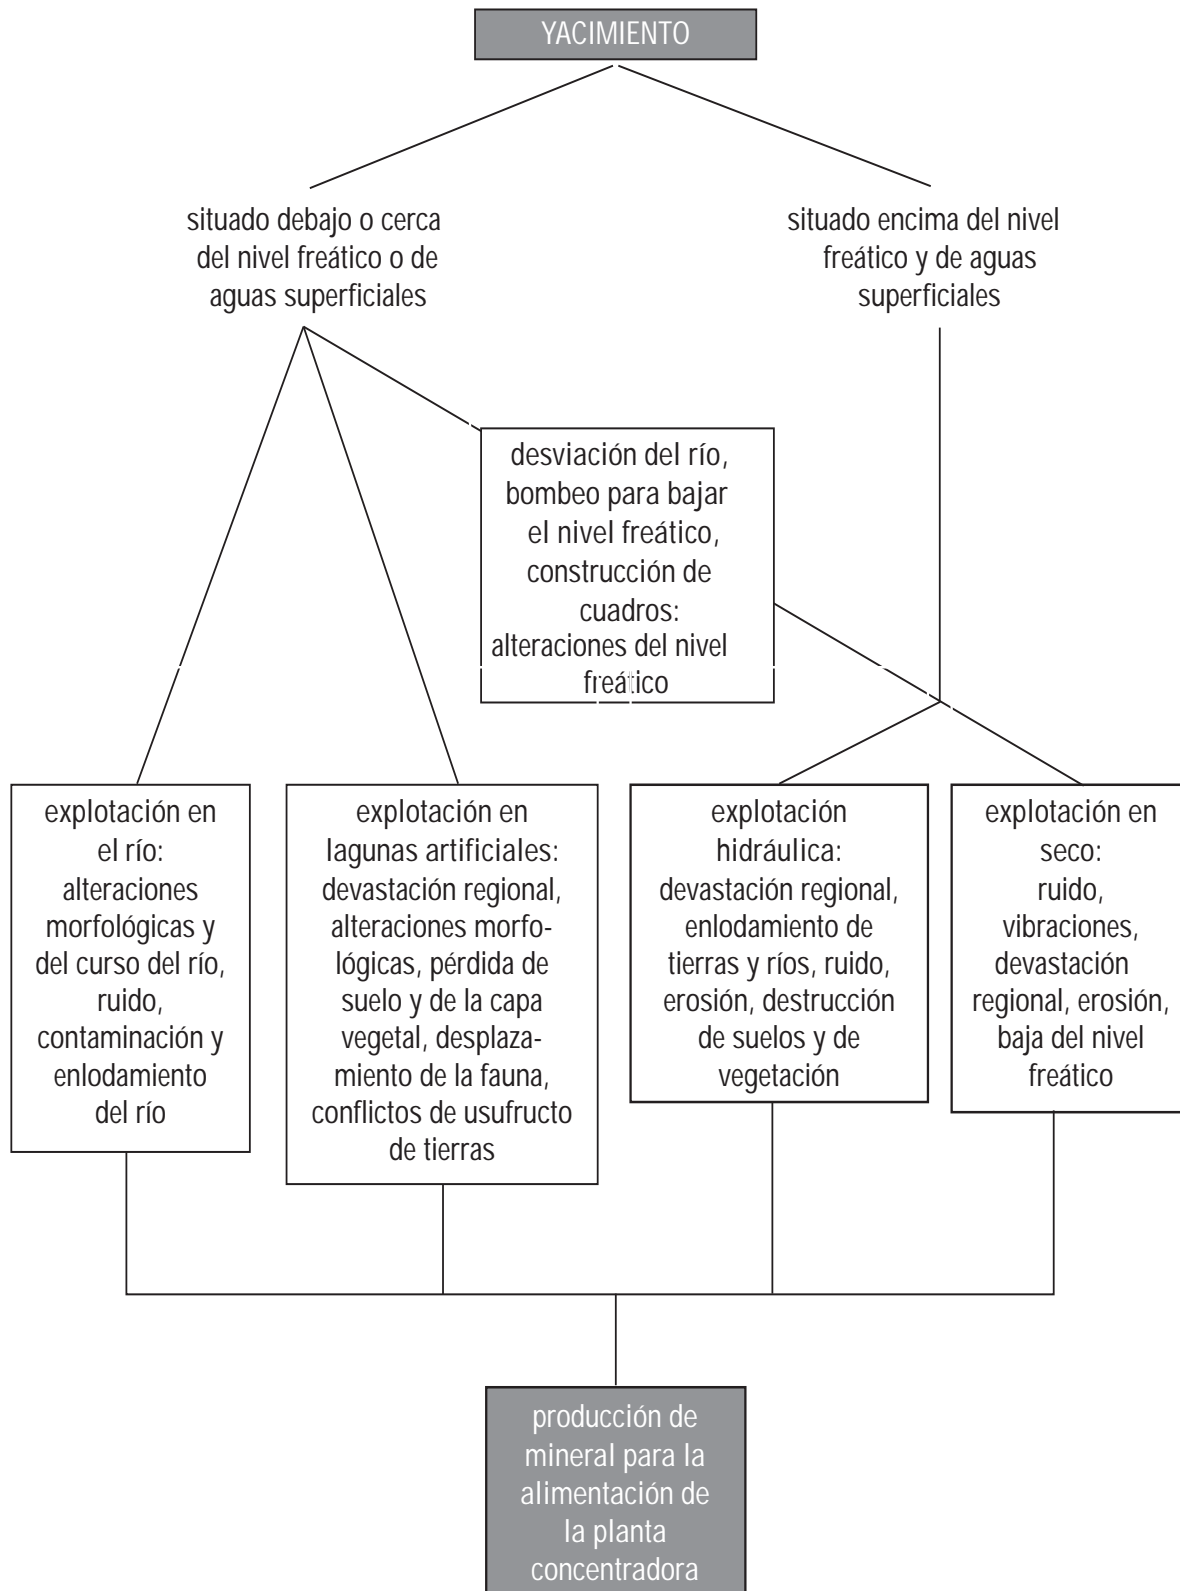 YACIMIENTO
situado debajo o cerca
del nivel freático o de
aguas superficiales
situado encima del nivel
freático y de aguas
superficiales
desviación del río,
bombeo para bajar
el nivel freático,
construcción de
cuadros:
alteraciones del nivel
freático
explotación en
el río:
alteraciones
morfológicas y
del curso del río,
ruido,
contaminación y
enlodamiento
del río
explotación en
lagunas artificiales:
devastación regional,
alteraciones morfo-
lógicas, pérdida de
suelo y de la capa
vegetal, desplaza-
miento de la fauna,
conflictos de usufructo
de tierras
explotación
hidráulica:
devastación regional,
enlodamiento de
tierras y ríos, ruido,
erosión, destrucción
de suelos y de
vegetación
explotación en
seco:
ruido,
vibraciones,
devastación
regional, erosión,
baja del nivel
freático
producción de
mineral para la
alimentación de
la planta
concentradora